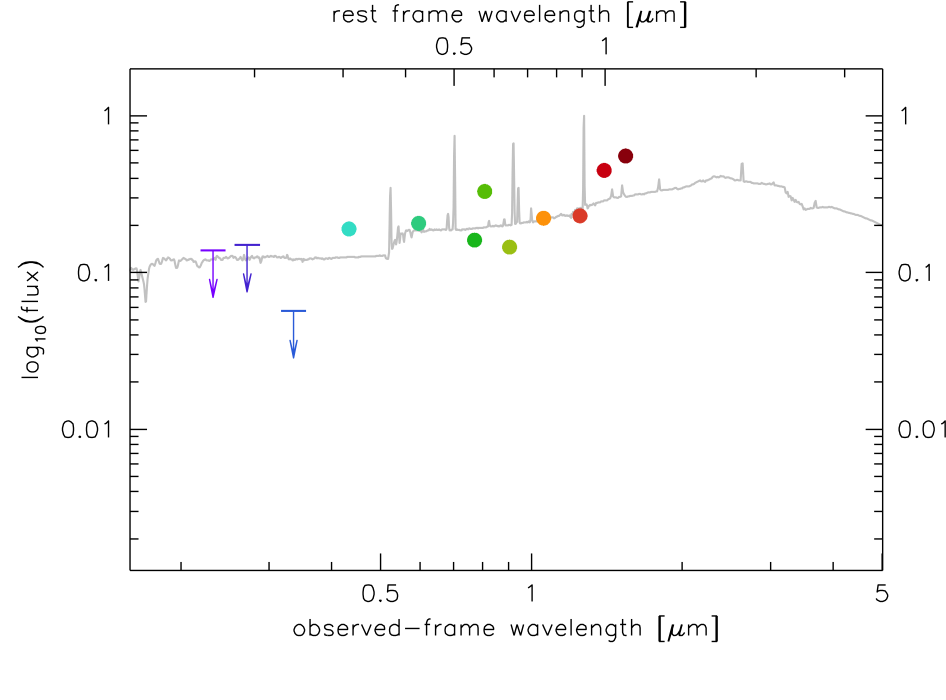 rest frame wavelength [μm]
0.5 1
1 1
0.1 0.1
log10(flux)
0.01 0.01
0.5 1 5
observed-frame wavelength [μm]